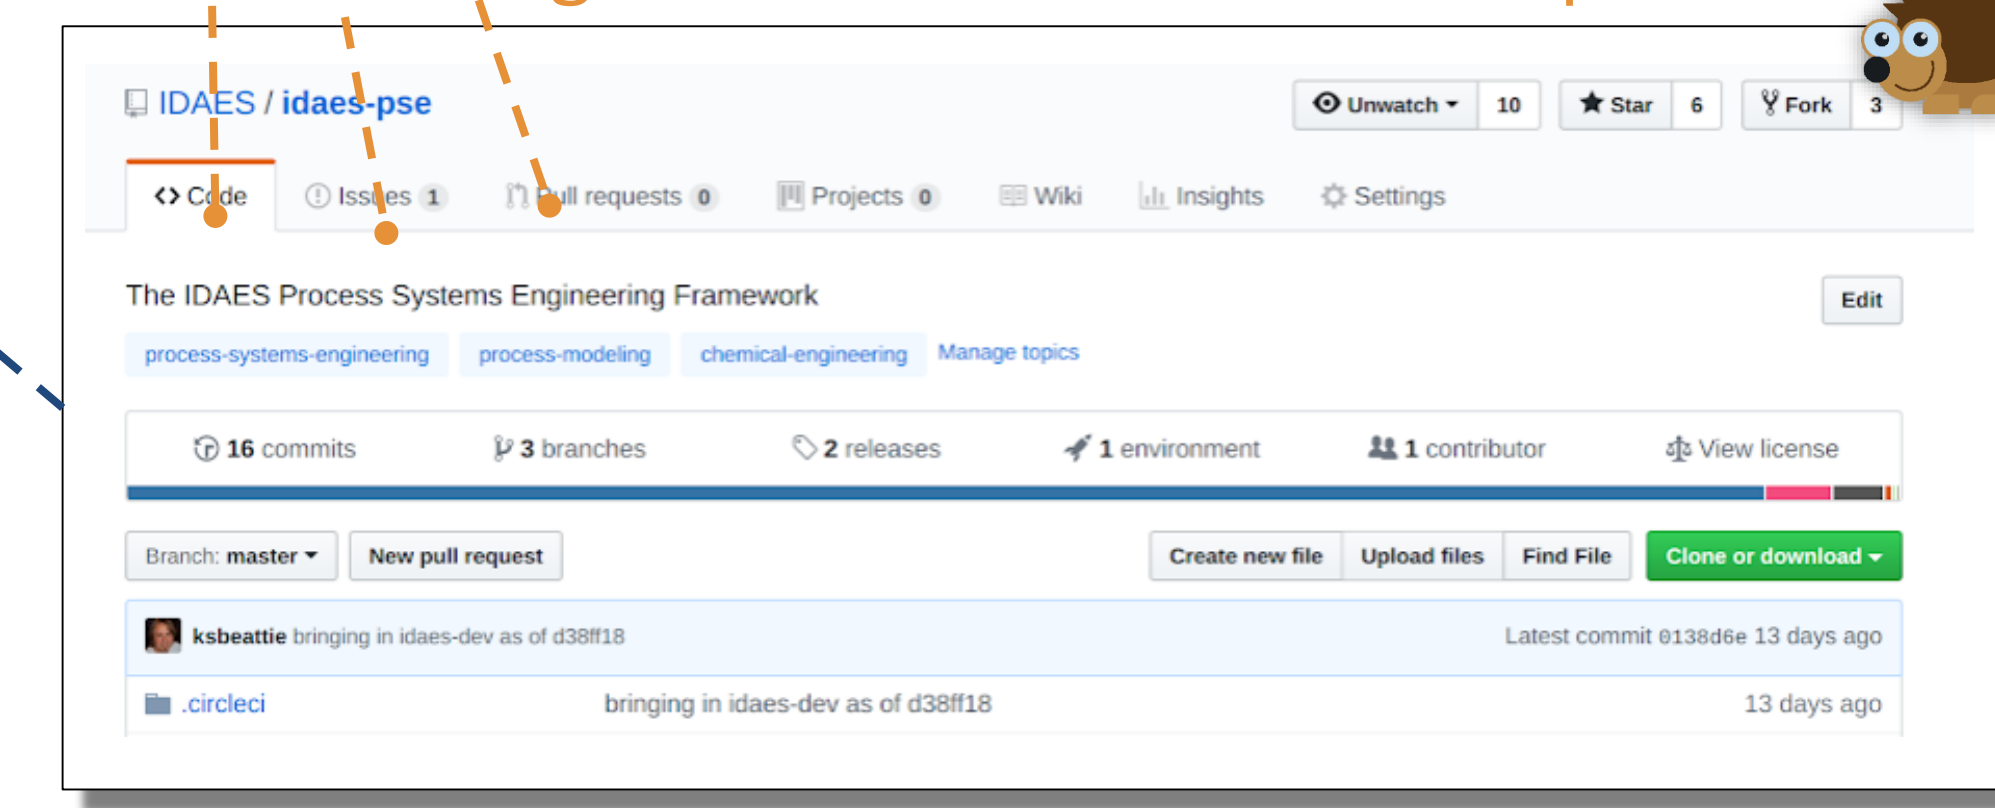 IDAES / idaes-pse
Unwatch 10 Star 6 Fork 3
Code Issues 1 Pull requests 0 Projects 0 Wiki Insights Settings
The IDAES Process Systems Engineering Framework
Edit
process-systems-engineering process-modeling chemical-engineering Manage topics
16 commits 3 branches 2 releases 1 environment 1 contributor View license
Branch: master New pull request Create new file Upload files Find File Clone or download
ksbeattie bringing in idaes-dev as of d38ff18 Latest commit 0138d6e 13 days ago
.circleci bringing in idaes-dev as of d38ff18 13 days ago